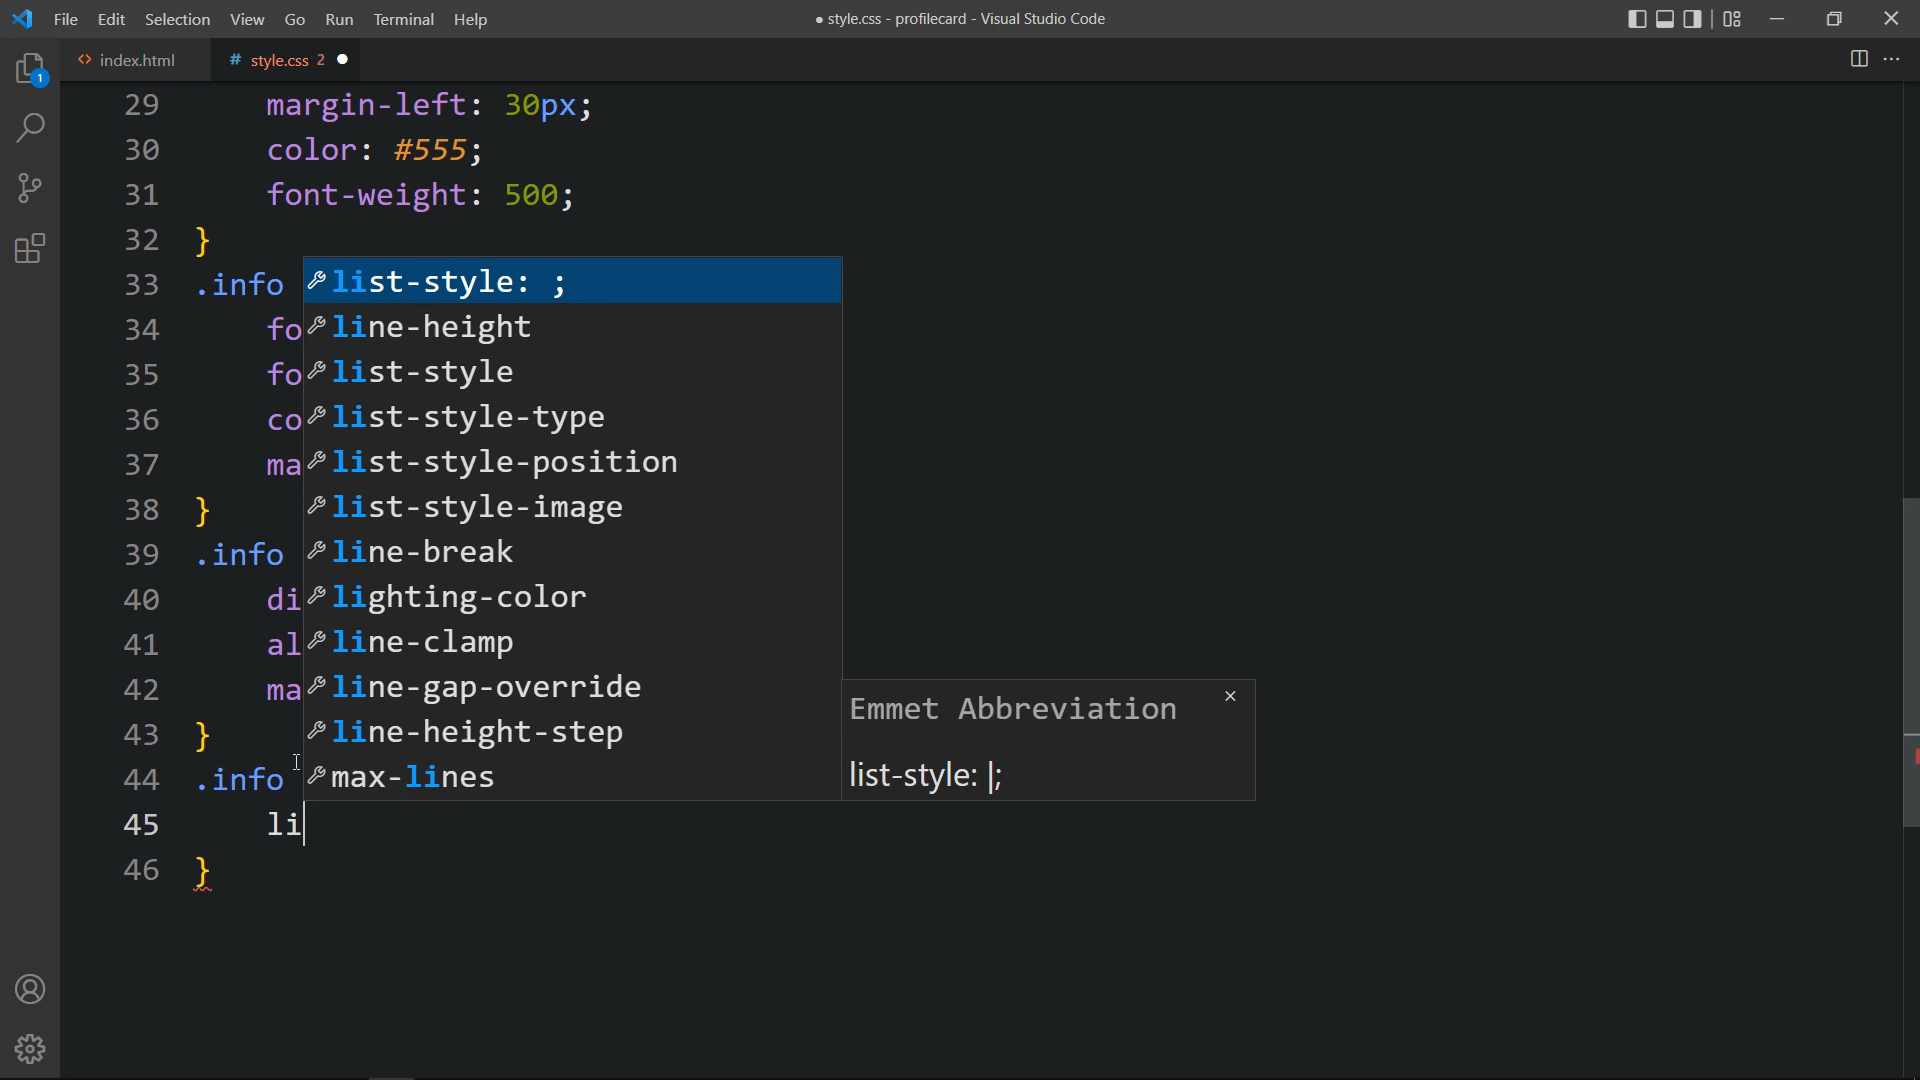 File Edit Selection View Go Run Terminal Help
● style.css - profilecard - Visual Studio Code
1
<> index.html
# style.css 2 ●
29 margin-left: 30px;
30 color: #555;
31 font-weight: 500;
32 }
33 .info
34 fo
35 fo
36 co
37 ma
38 }
39 .info
40 di
41 al
42 ma
43 }
44 .info
45 li
46 }
list-style: ;
line-height
list-style
list-style-type
list-style-position
list-style-image
line-break
lighting-color
line-clamp
line-gap-override
line-height-step
max-lines
Emmet Abbreviation
list-style: |;